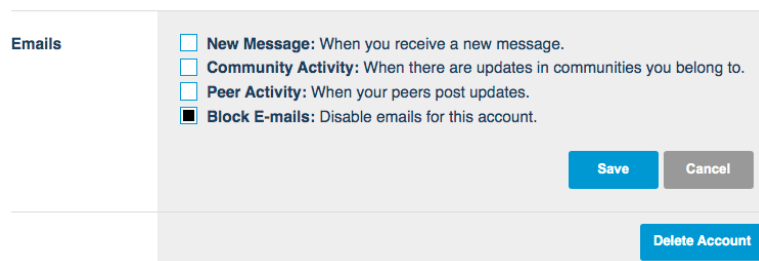 Emails
New Message: When you receive a new message.
Community Activity: When there are updates in communities you belong to.
Peer Activity: When your peers post updates.
Block E-mails: Disable emails for this account.
Save
Cancel
Delete Account